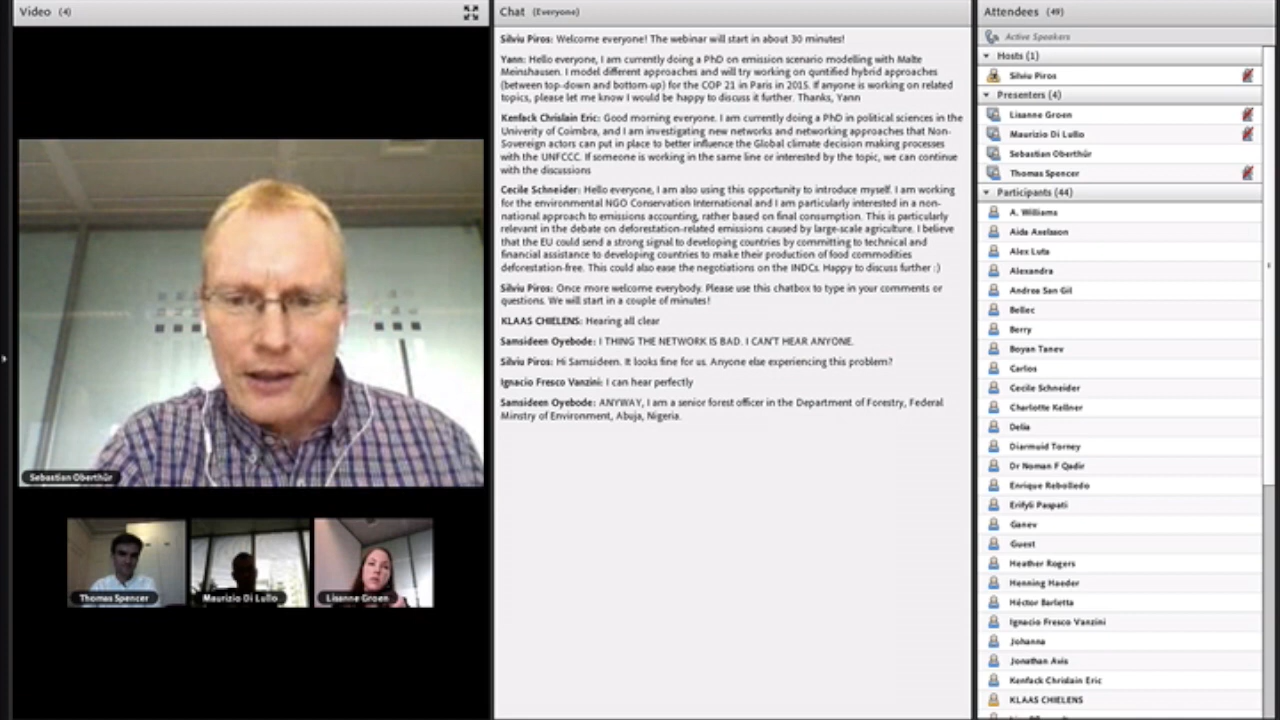 Video (4)
Sebastian Oberthür
Thomas Spencer
Maurizio Di Lullo
Lisanne Groen
Chat (Everyone)
Silviu Piros: Welcome everyone! The webinar will start in about 30 minutes!
Yann: Hello everyone, I am currently doing a PhD on emission scenario modelling with Malte
Meinshausen. I model different approaches and will try working on quntified hybrid approaches
(between top-down and bottom-up) for the COP 21 in Paris in 2015. If anyone is working on related
topics, please let me know I would be happy to discuss it further. Thanks, Yann
Kenfack Chrislain Eric: Good morning everyone. I am currently doing a PhD in political sciences in the
Univerity of Coimbra, and I am investigating new networks and networking approaches that Non-
Sovereign actors can put in place to better influence the Global climate decision making processes
with the UNFCCC. If someone is working in the same line or interested by the topic, we can continue
with the discussions
Cecile Schneider: Hello everyone, I am also using this opportunity to introduce myself. I am working
for the environmental NGO Conservation International and I am particularly interested in a non-
national approach to emissions accounting, rather based on final consumption. This is particularly
relevant in the debate on deforestation-related emissions caused by large-scale agriculture. I believe
that the EU could send a strong signal to developing countries by committing to technical and
financial assistance to developing countries to make their production of food commodities
deforestation-free. This could also ease the negotiations on the INDCs. Happy to discuss further :)
Silviu Piros: Once more welcome everybody. Please use this chatbox to type in your comments or
questions. We will start in a couple of minutes!
KLAAS CHIELENS: Hearing all clear
Samsideen Oyebode: I THING THE NETWORK IS BAD. I CAN'T HEAR ANYONE.
Silviu Piros: Hi Samsideen. It looks fine for us. Anyone else experiencing this problem?
Ignacio Fresco Vanzini: I can hear perfectly
Samsideen Oyebode: ANYWAY, I am a senior forest officer in the Department of Forestry, Federal
Minstry of Environment, Abuja, Nigeria.
Attendees (49)
Active Speakers
Hosts (1)
Silviu Piros
Presenters (4)
Lisanne Groen
Maurizio Di Lullo
Sebastian Oberthür
Thomas Spencer
Participants (44)
A. Williams
Aida Axelsson
Alex Luta
Alexandra
Andrea San Gil
Bellec
Berry
Boyan Tanev
Carlos
Cecile Schneider
Charlotte Kellner
Delia
Diarmuid Torney
Dr Noman F Qadir
Enrique Rebolledo
Erifyli Paspati
Ganev
Guest
Heather Rogers
Henning Haeder
Héctor Barletta
Ignacio Fresco Vanzini
Johanna
Jonathan Avis
Kenfack Chrislain Eric
KLAAS CHIELENS